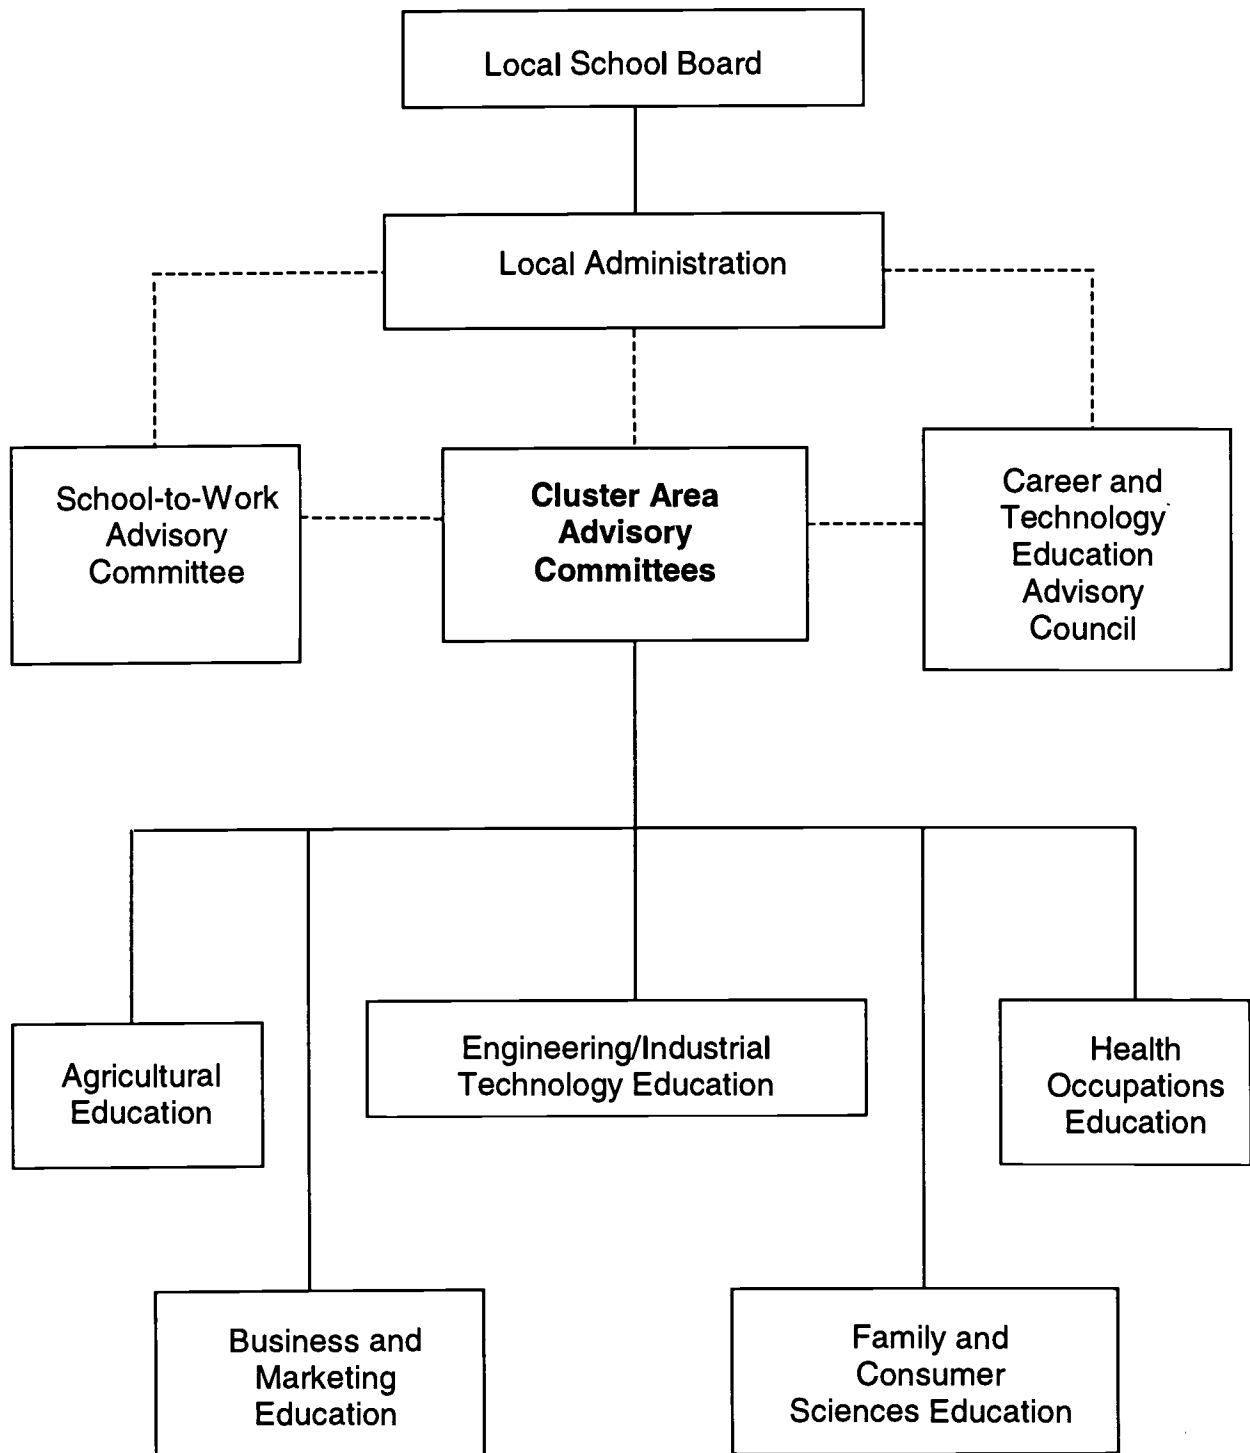 Local School Board
Local Administration
School-to-Work
Advisory
Committee
Cluster Area
Advisory
Committees
Career and
Technology
Education
Advisory
Council
Agricultural
Education
Engineering/Industrial
Technology Education
Health
Occupations
Education
Business and
Marketing
Education
Family and
Consumer
Sciences Education